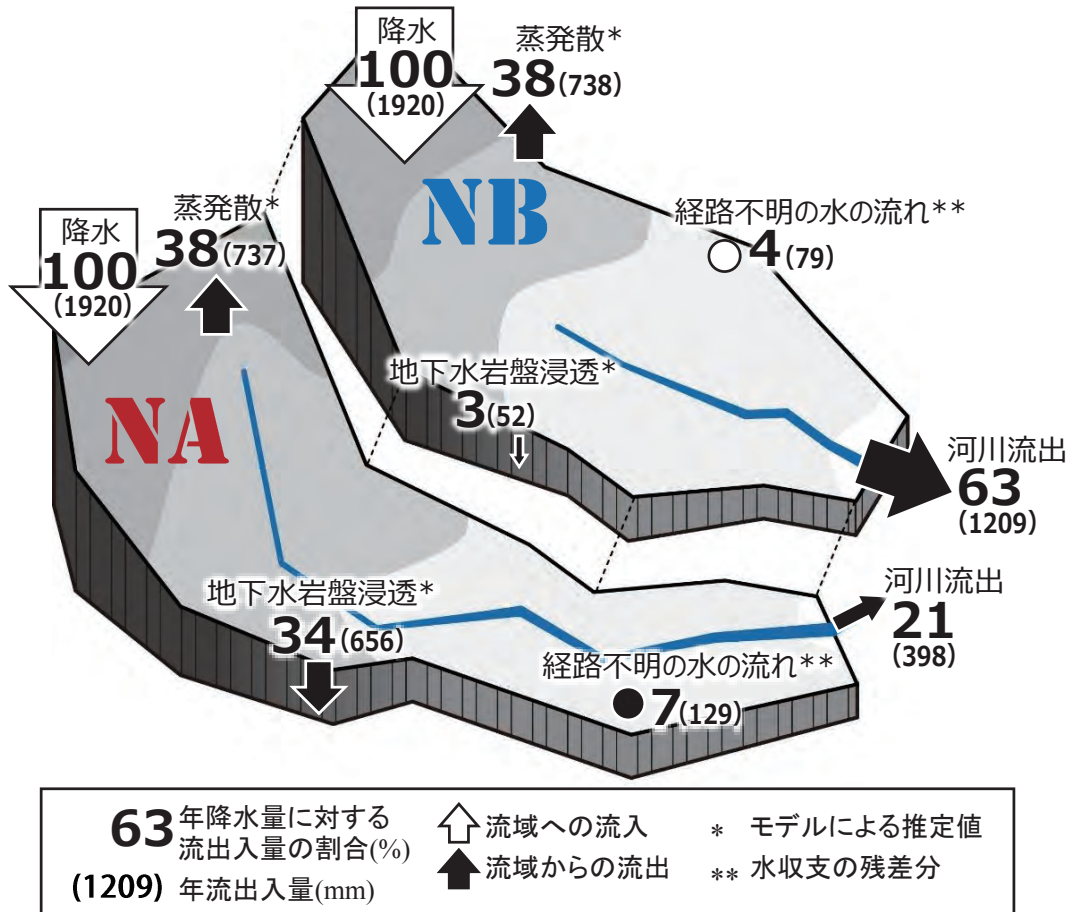 降水
100
(1920)
蒸発散*
38(738)
NB
経路不明の水の流れ**
4(79)
地下水岩盤浸透*
3(52)
河川流出
63
(1209)
降水
100
(1920)
蒸発散*
38(737)
NA
地下水岩盤浸透*
34(656)
経路不明の水の流れ**
7(129)
河川流出
21
(398)
63 年降水量に対する
流出入量の割合(%)
(1209) 年流出入量(mm)
流域への流入
流域からの流出
* モデルによる推定値
** 水収支の残差分